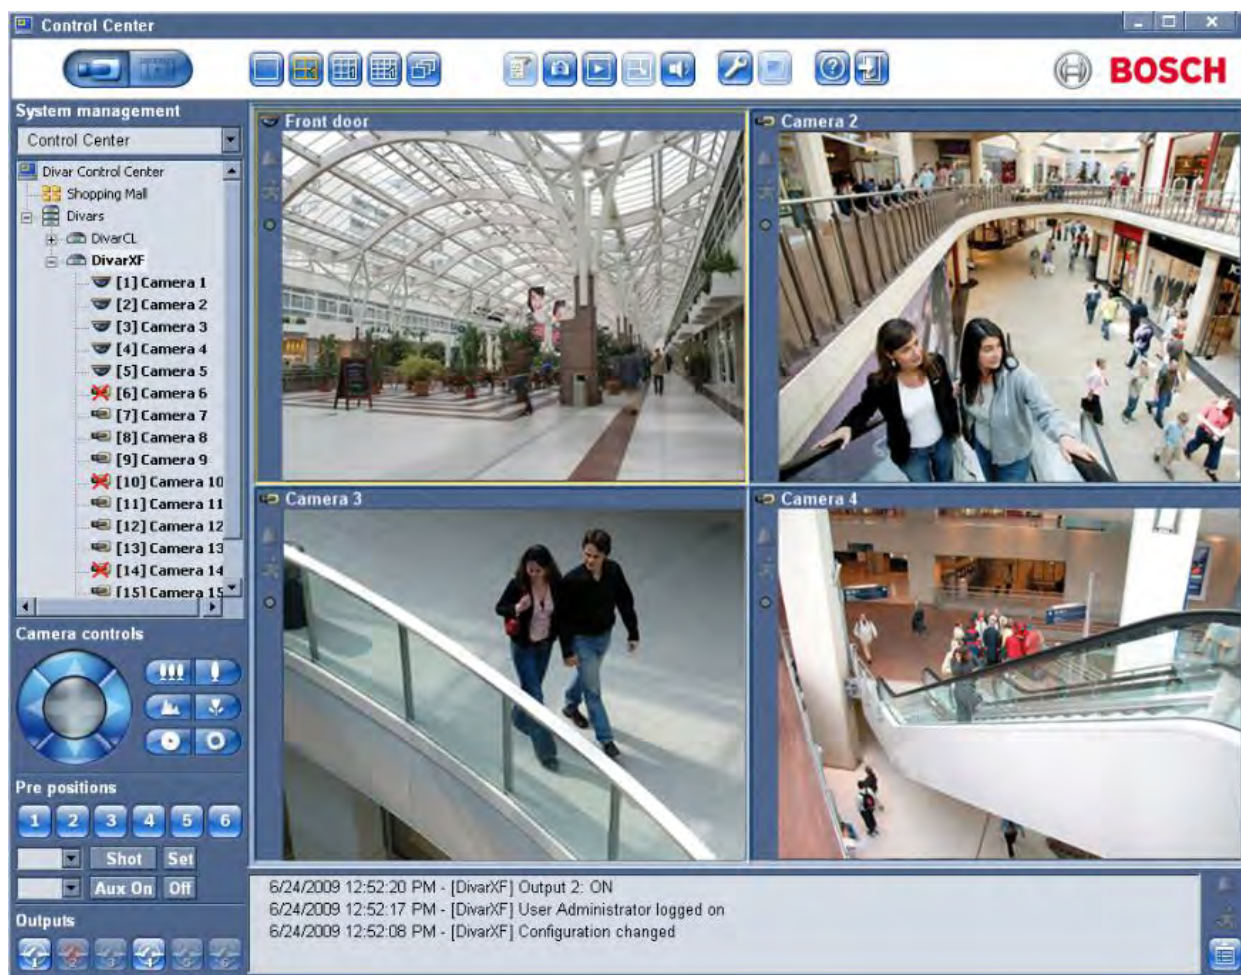 Control Center
BOSCH
System management
Control Center
Divar Control Center
Shopping Mall
Divars
DivarCL
DivarXF
[1] Camera 1
[2] Camera 2
[3] Camera 3
[4] Camera 4
[5] Camera 5
[6] Camera 6
[7] Camera 7
[8] Camera 8
[9] Camera 9
[10] Camera 10
[11] Camera 11
[12] Camera 12
[13] Camera 13
[14] Camera 14
[15] Camera 15
Front door
Camera 2
Camera 3
Camera 4
Camera controls
Pre positions
1 2 3 4 5 6
Shot Set
Aux On Off
Outputs
1 2 3 4 5 6
6/24/2009 12:52:20 PM - [DivarXF] Output 2: ON
6/24/2009 12:52:17 PM - [DivarXF] User Administrator logged on
6/24/2009 12:52:08 PM - [DivarXF] Configuration changed